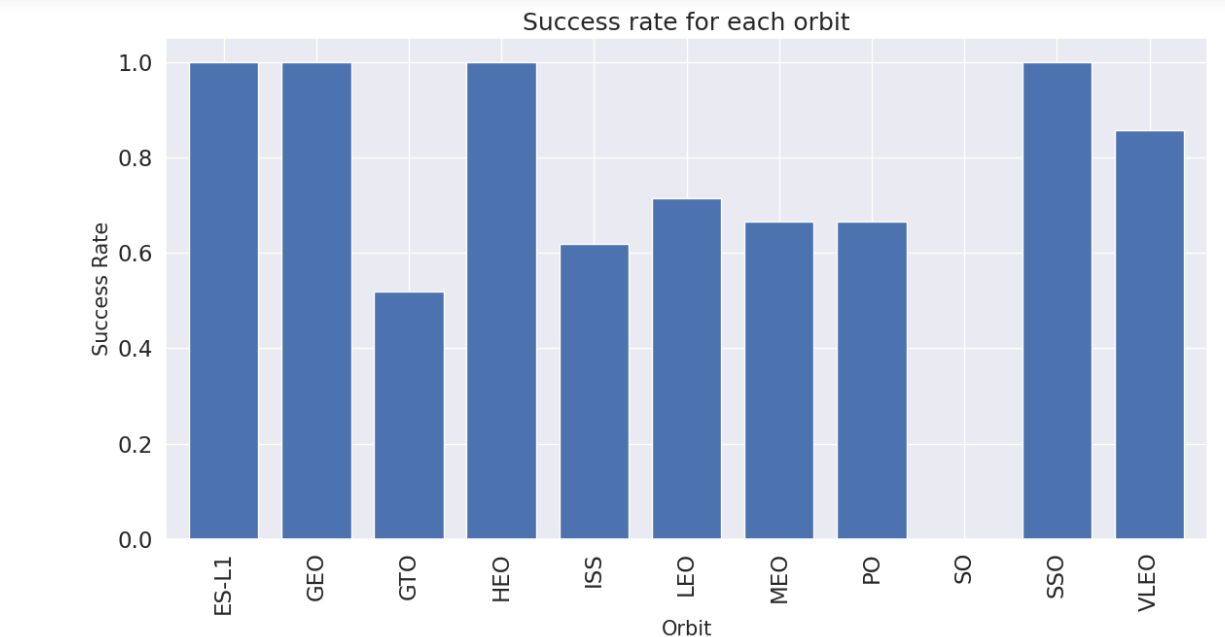 Success rate for each orbit
1.0
0.8
0.6
0.4
0.2
0.0
Success Rate
ES-L1
GEO
GTO
HEO
ISS
LEO
MEO
PO
SO
SSO
VLEO
Orbit